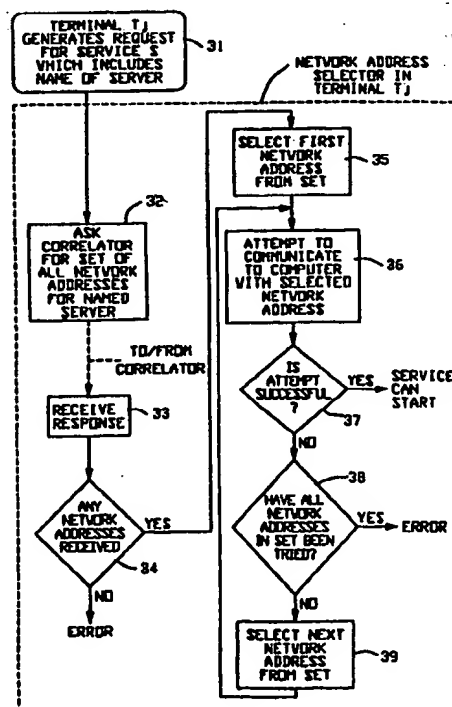 TERMINAL TJ
GENERATES REQUEST
FOR SERVICE S
WHICH INCLUDES
NAME OF SERVER
31
NETWORK ADDRESS
SELECTOR IN
TERMINAL TJ
32
ASK
CORRELATOR
FOR SET OF
ALL NETWORK
ADDRESSES
FOR NAMED
SERVER
TO/FROM
CORRELATOR
RECEIVE
RESPONSE
33
ANY
NETWORK
ADDRESSES
RECEIVED
YES
34
NO
ERROR
SELECT FIRST
NETWORK
ADDRESS
FROM SET
35
ATTEMPT TO
COMMUNICATE
TO COMPUTER
WITH SELECTED
NETWORK
ADDRESS
36
IS
ATTEMPT
SUCCESSFUL
?
YES
SERVICE
CAN
START
37
NO
38
HAVE ALL
NETWORK
ADDRESSES
IN SET BEEN
TRIED?
YES
ERROR
NO
SELECT NEXT
NETWORK
ADDRESS
FROM SET
39